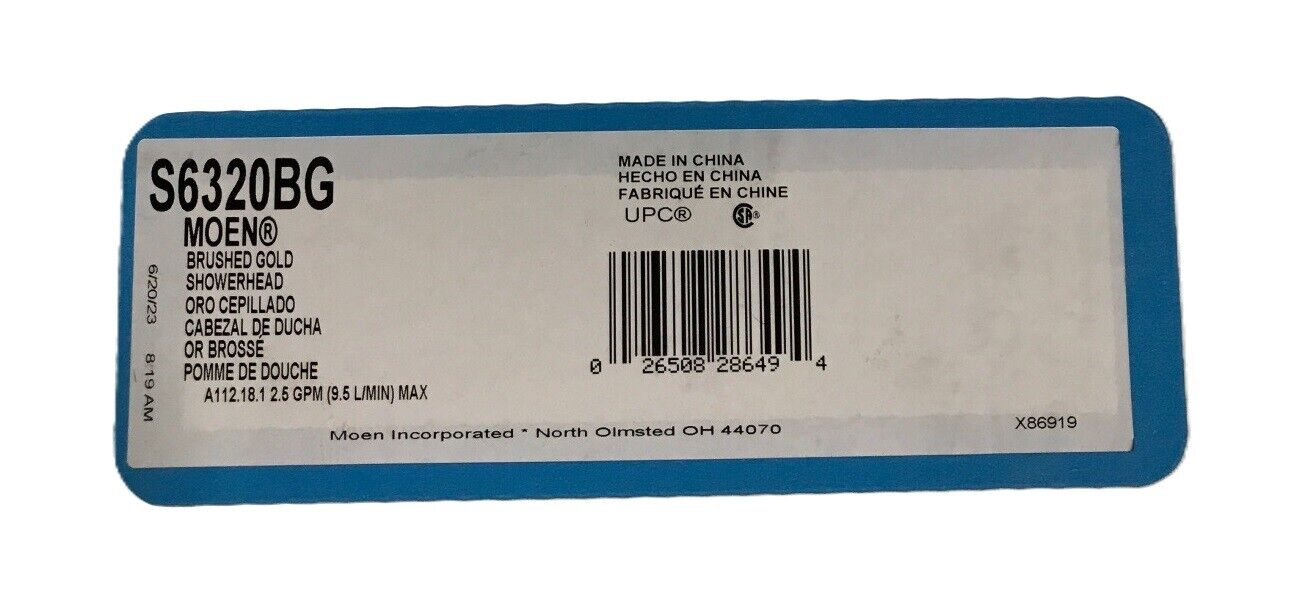 S6320BG
MOEN®
BRUSHED GOLD
SHOWERHEAD
ORO CEPILLADO
CABEZAL DE DUCHA
OR BROSSÉ
POMME DE DOUCHE
A112.18.1 2.5 GPM (9.5 L/MIN) MAX
6/20/23 8:19 AM
MADE IN CHINA
HECHO EN CHINA
FABRIQUÉ EN CHINE
UPC® SA®
0 26508 28649 4
Moen Incorporated * North Olmsted OH 44070
X86919